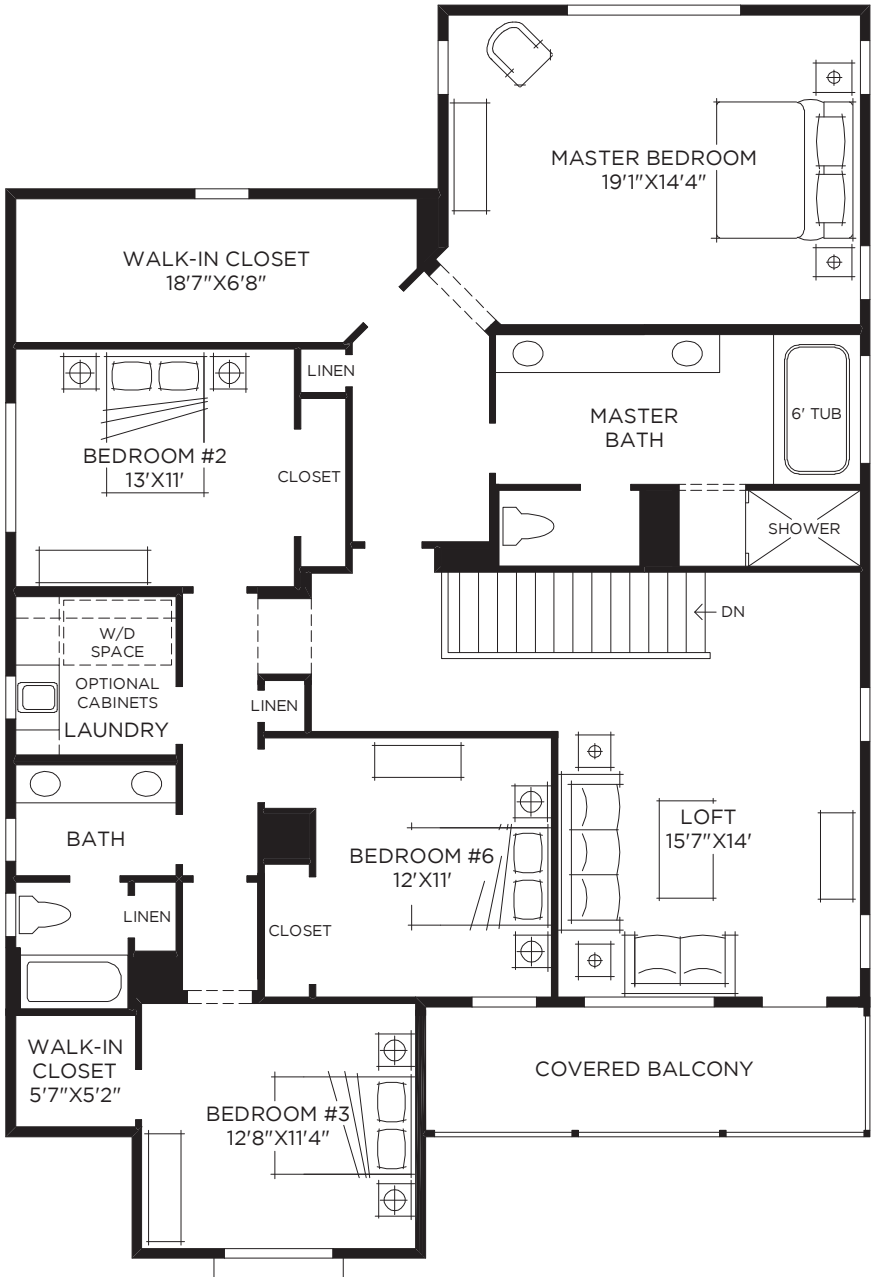 MASTER BEDROOM
19'1"X14'4"
WALK-IN CLOSET
18'7"X6'8"
LINEN
BEDROOM #2
13'X11'
CLOSET
MASTER
BATH
6' TUB
SHOWER
DN
W/D
SPACE
OPTIONAL
CABINETS
LAUNDRY
LINEN
BATH
LINEN
BEDROOM #6
12'X11'
CLOSET
LOFT
15'7"X14'
WALK-IN
CLOSET
5'7"X5'2"
BEDROOM #3
12'8"X11'4"
COVERED BALCONY